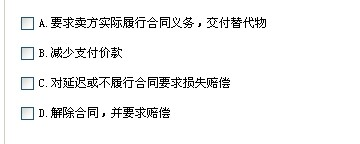 A.要求卖方实际履行合同义务，交付替代物
B.减少支付价款
C.对延迟或不履行合同要求损失赔偿
D.解除合同，并要求赔偿